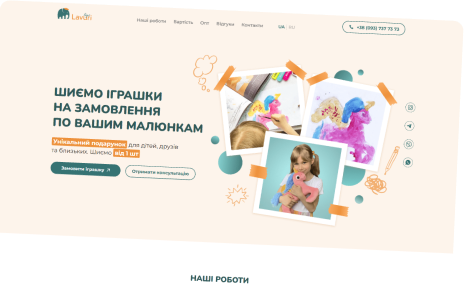 Lavari
Наші роботи Вартість Опт Відгуки Контакти UA RU +38 (093) 737 73 73
ШИЄМО ІГРАШКИ
НА ЗАМОВЛЕННЯ
ПО ВАШИМ МАЛЮНКАМ
Унікальний подарунок для дітей, друзів
та близьких. Шиємо від 1 шт
Замовити іграшку Отримати консультацію
НАШІ РОБОТИ